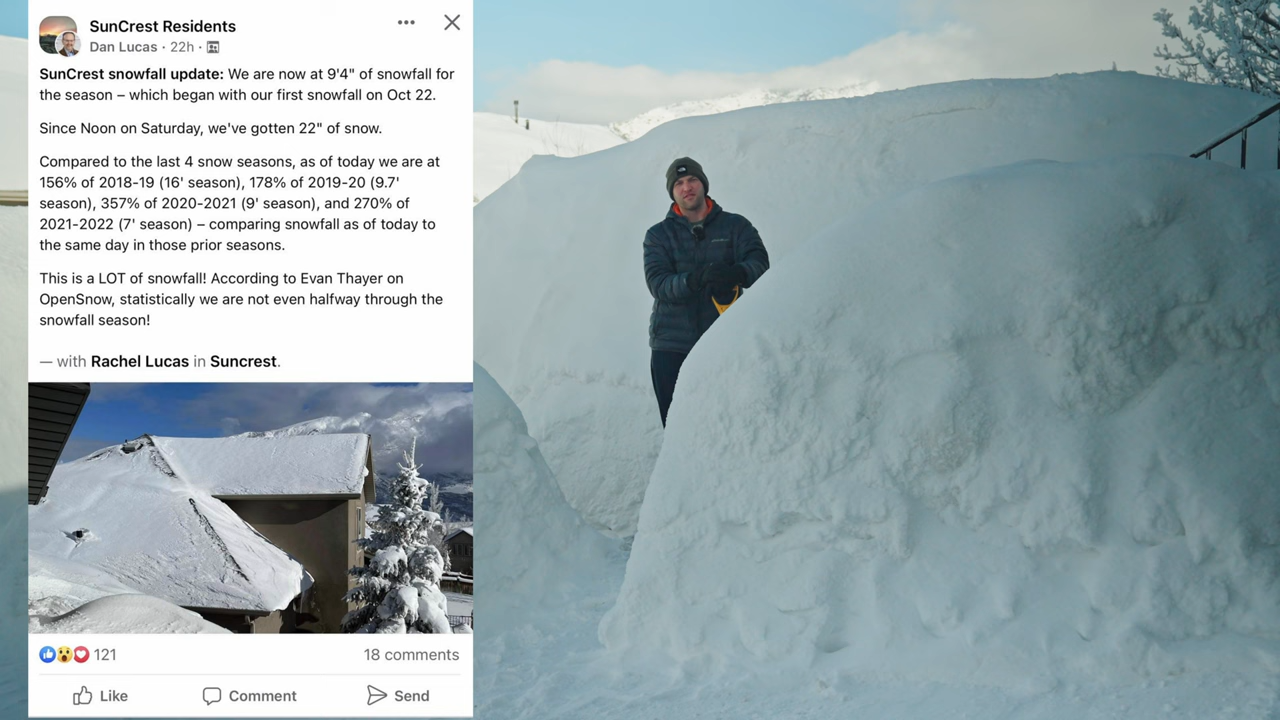 SunCrest Residents
Dan Lucas · 22h ·
SunCrest snowfall update: We are now at 9'4" of snowfall for
the season – which began with our first snowfall on Oct 22.
Since Noon on Saturday, we've gotten 22" of snow.
Compared to the last 4 snow seasons, as of today we are at
156% of 2018-19 (16' season), 178% of 2019-20 (9.7'
season), 357% of 2020-2021 (9' season), and 270% of
2021-2022 (7' season) – comparing snowfall as of today to
the same day in those prior seasons.
This is a LOT of snowfall! According to Evan Thayer on
OpenSnow, statistically we are not even halfway through the
snowfall season!
— with Rachel Lucas in Suncrest.
121
18 comments
Like
Comment
Send